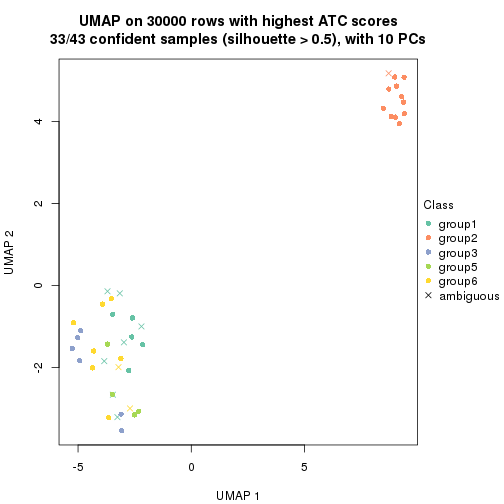 UMAP on 30000 rows with highest ATC scores
33/43 confident samples (silhouette > 0.5), with 10 PCs
UMAP 2
4
2
0
-2
-5
0
5
UMAP 1
Class
group1
group2
group3
group5
group6
ambiguous